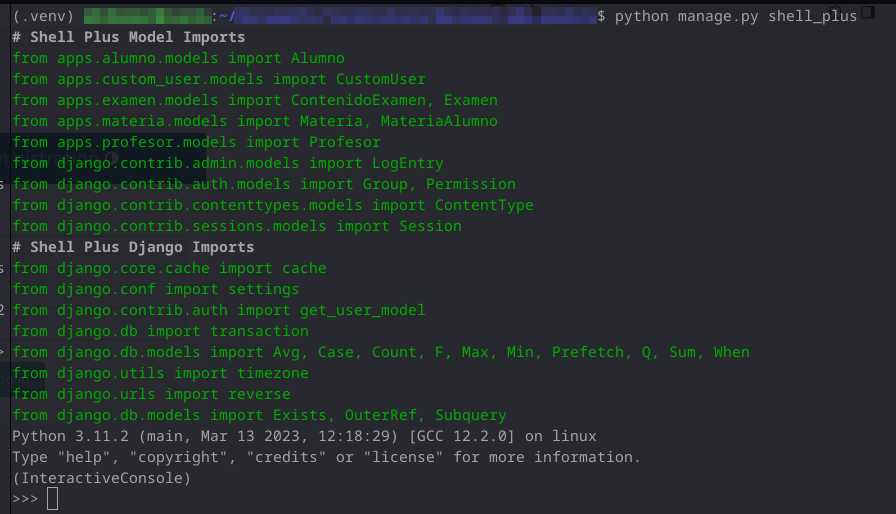 (.venv) :~/$ python manage.py shell_plus
# Shell Plus Model Imports
from apps.alumno.models import Alumno
from apps.custom_user.models import CustomUser
from apps.examen.models import ContenidoExamen, Examen
from apps.materia.models import Materia, MateriaAlumno
from apps.profesor.models import Profesor
from django.contrib.admin.models import LogEntry
from django.contrib.auth.models import Group, Permission
from django.contrib.contenttypes.models import ContentType
from django.contrib.sessions.models import Session
# Shell Plus Django Imports
from django.core.cache import cache
from django.conf import settings
from django.contrib.auth import get_user_model
from django.db import transaction
from django.db.models import Avg, Case, Count, F, Max, Min, Prefetch, Q, Sum, When
from django.utils import timezone
from django.urls import reverse
from django.db.models import Exists, OuterRef, Subquery
Python 3.11.2 (main, Mar 13 2023, 12:18:29) [GCC 12.2.0] on linux
Type "help", "copyright", "credits" or "license" for more information.
(InteractiveConsole)
>>>